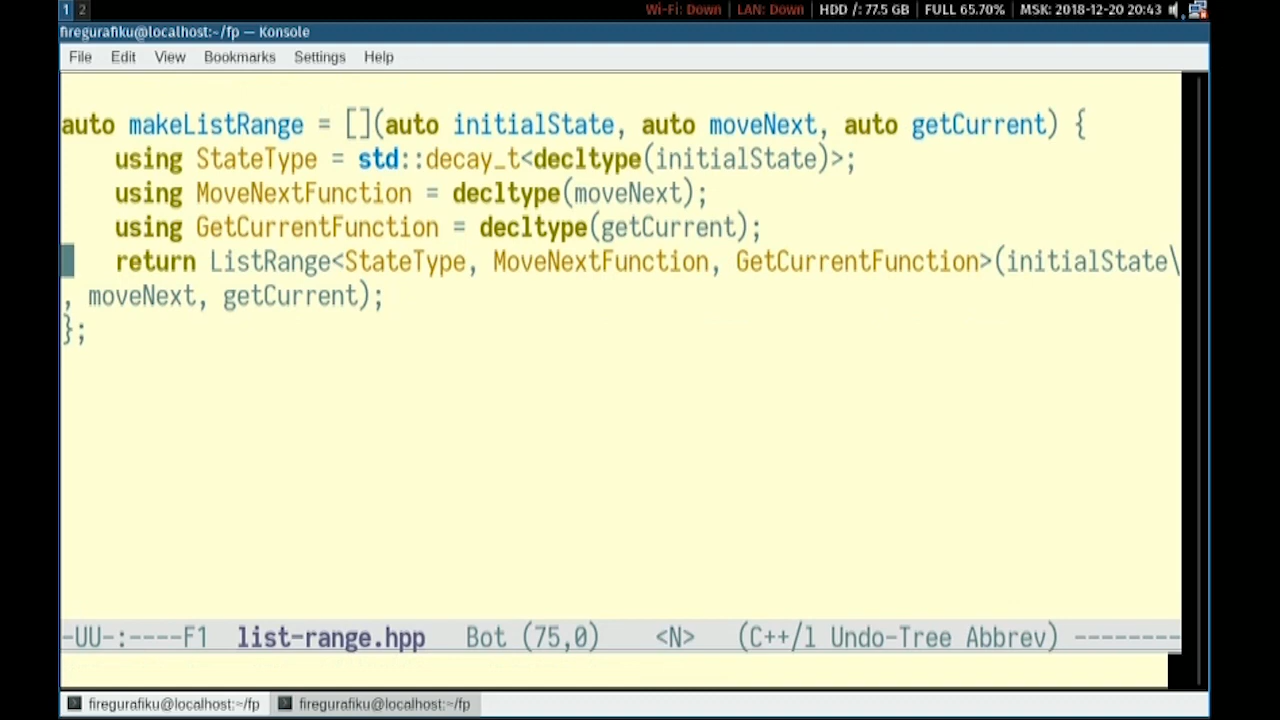 1 2 Wi-Fi: Down | LAN: Down | HDD /: 77.5 GB | FULL 65.70% | MSK: 2018-12-20 20:43
firegurafiku@localhost:~/fp — Konsole
File Edit View Bookmarks Settings Help
auto makeListRange = [](auto initialState, auto moveNext, auto getCurrent) {
    using StateType = std::decay_t<decltype(initialState)>;
    using MoveNextFunction = decltype(moveNext);
    using GetCurrentFunction = decltype(getCurrent);
    return ListRange<StateType, MoveNextFunction, GetCurrentFunction>(initialState\
, moveNext, getCurrent);
};
-UU-:----F1  list-range.hpp   Bot (75,0)    <N>   (C++/l Undo-Tree Abbrev) --------
firegurafiku@localhost:~/fp firegurafiku@localhost:~/fp